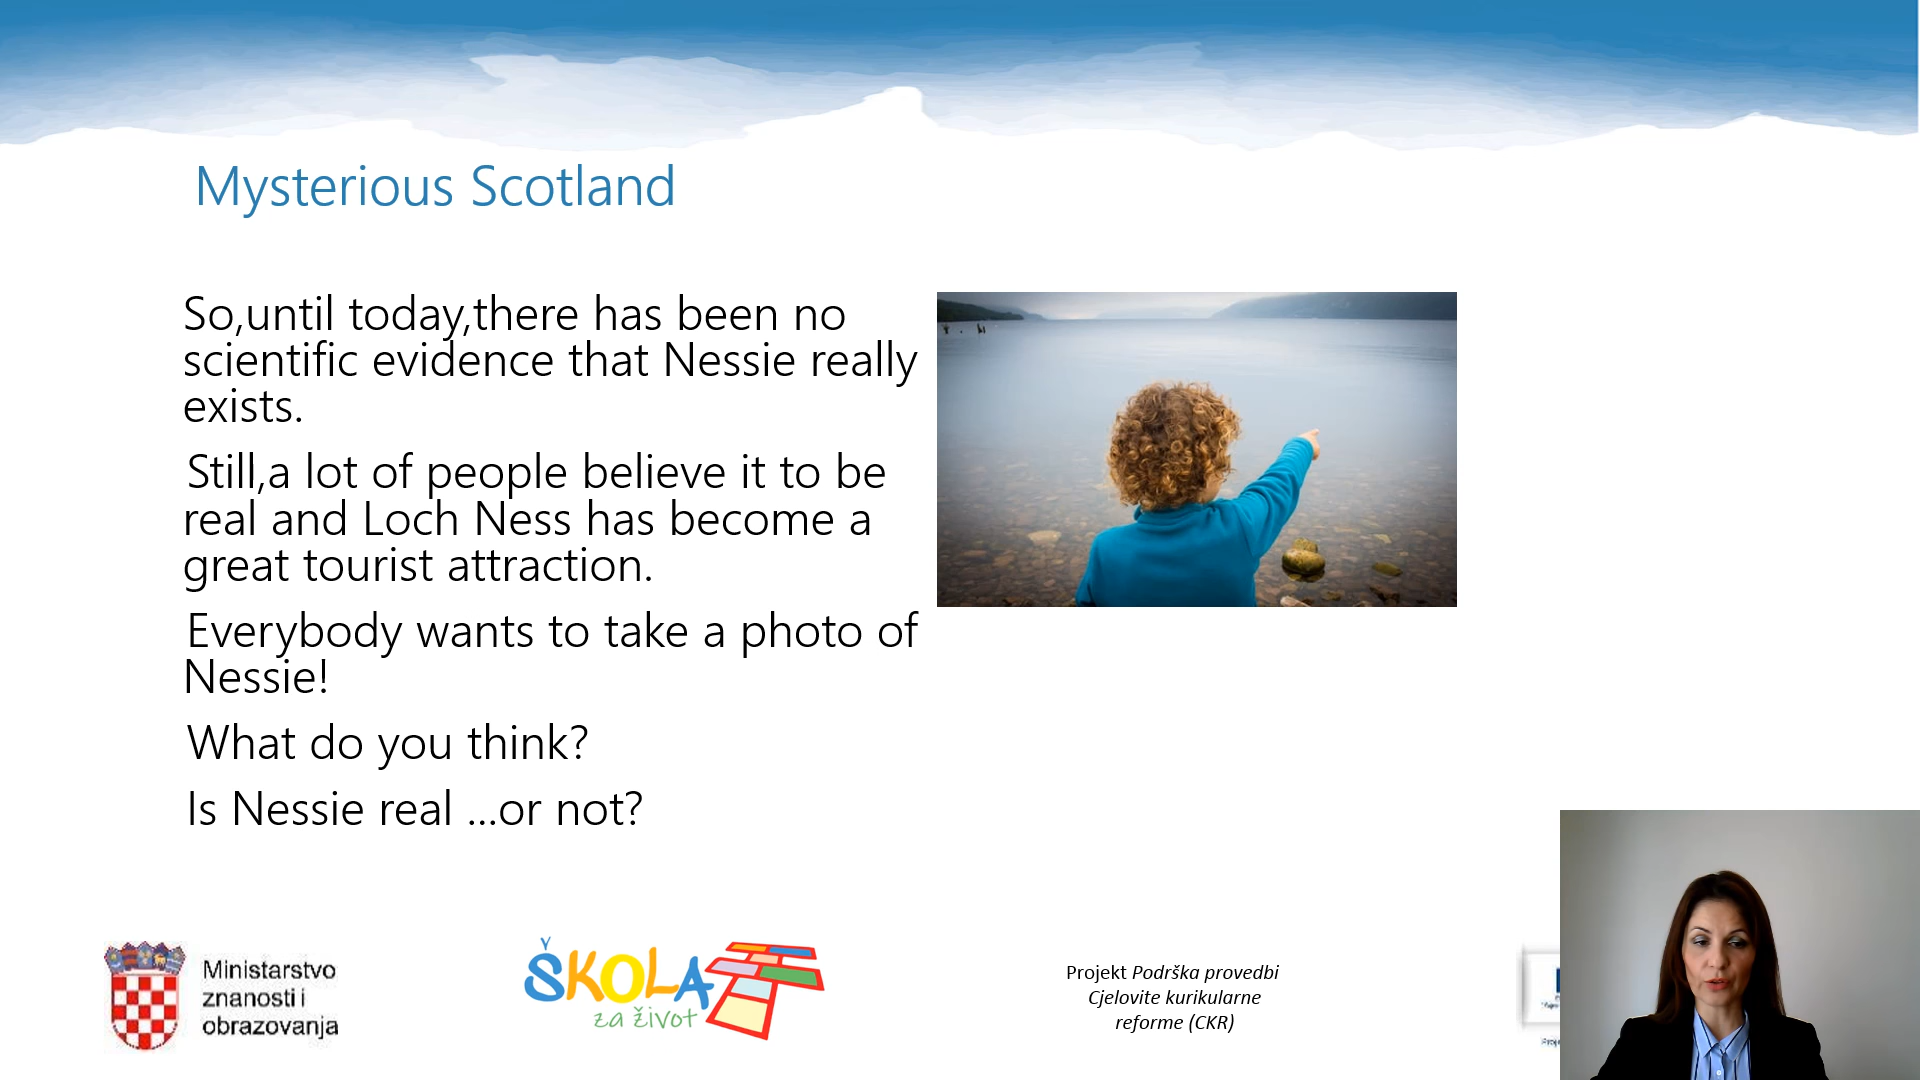 Mysterious Scotland
So,until today,there has been no
scientific evidence that Nessie really
exists.
Still,a lot of people believe it to be
real and Loch Ness has become a
great tourist attraction.
Everybody wants to take a photo of
Nessie!
What do you think?
Is Nessie real ...or not?
Ministarstvo
znanosti i
obrazovanja
ŠKOLA
za život
Projekt Podrška provedbi
Cjelovite kurikularne
reforme (CKR)